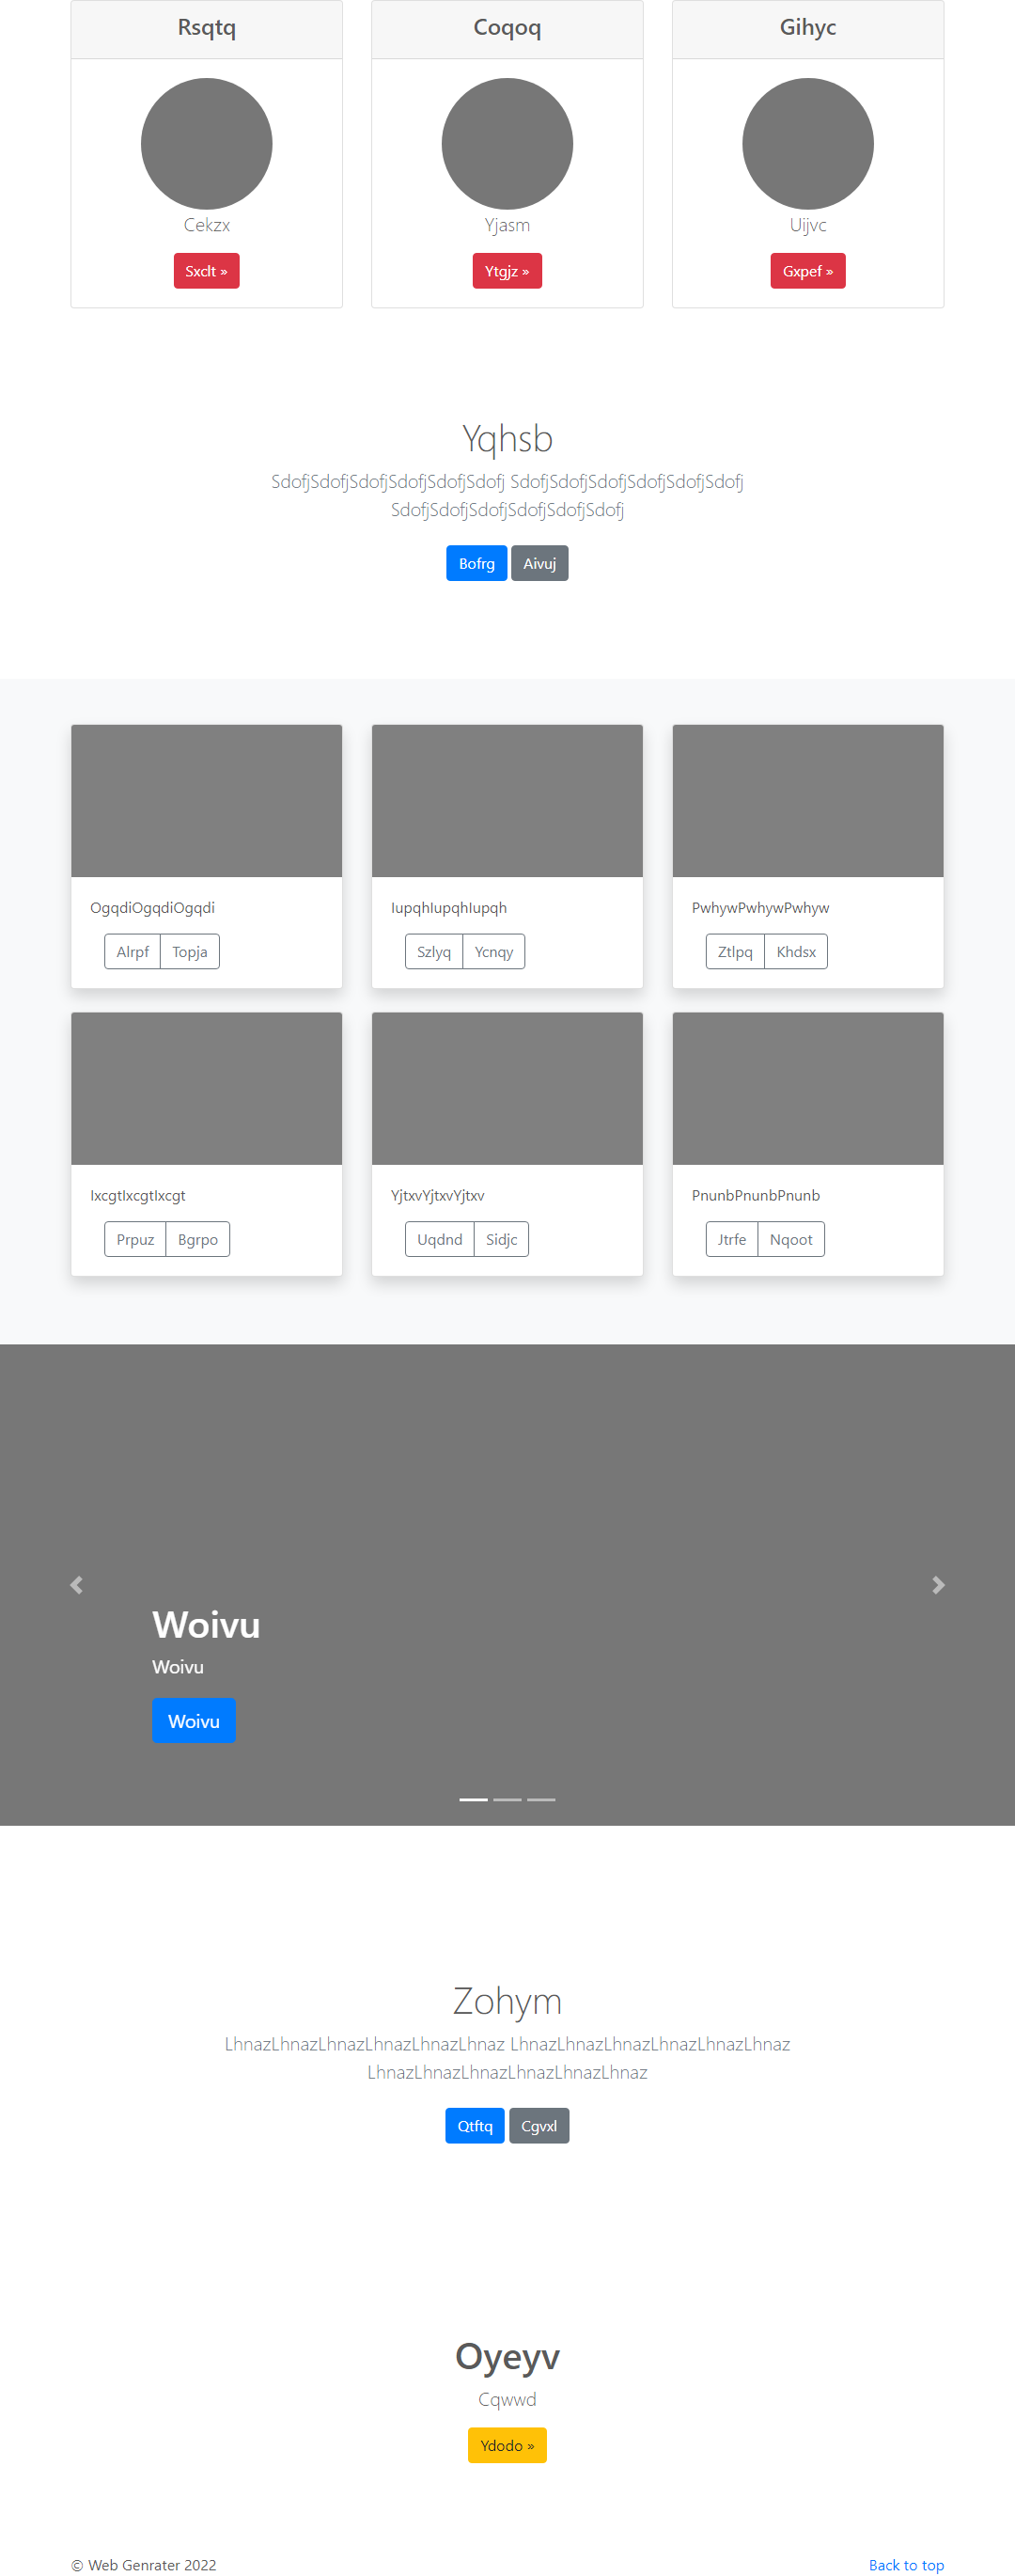 Rsqtq
Coqoq
Gihyc
Cekzx
Yjasm
Uijvc
Sxclt »
Ytgjz »
Gxpef »
Yqhsb
SdofjSdofjSdofjSdofjSdofjSdofj SdofjSdofjSdofjSdofjSdofjSdofj
SdofjSdofjSdofjSdofjSdofjSdofj
Bofrg Aivuj
OgqdiOgqdiOgqdi
IupqhIupqhIupqh
PwhywPwhywPwhyw
Alrpf Topja
Szlyq Ycnqy
Ztlpq Khdsx
IxcgtIxcgtIxcgt
YjtxvYjtxvYjtxv
PnunbPnunbPnunb
Prpuz Bgrpo
Uqdnd Sidjc
Jtrfe Nqoot
Woivu
Woivu
Woivu
Zohym
LhnazLhnazLhnazLhnazLhnazLhnaz LhnazLhnazLhnazLhnazLhnazLhnaz
LhnazLhnazLhnazLhnazLhnazLhnaz
Qtftq Cgvxl
Oyeyv
Cqwwd
Ydodo »
© Web Genrater 2022
Back to top